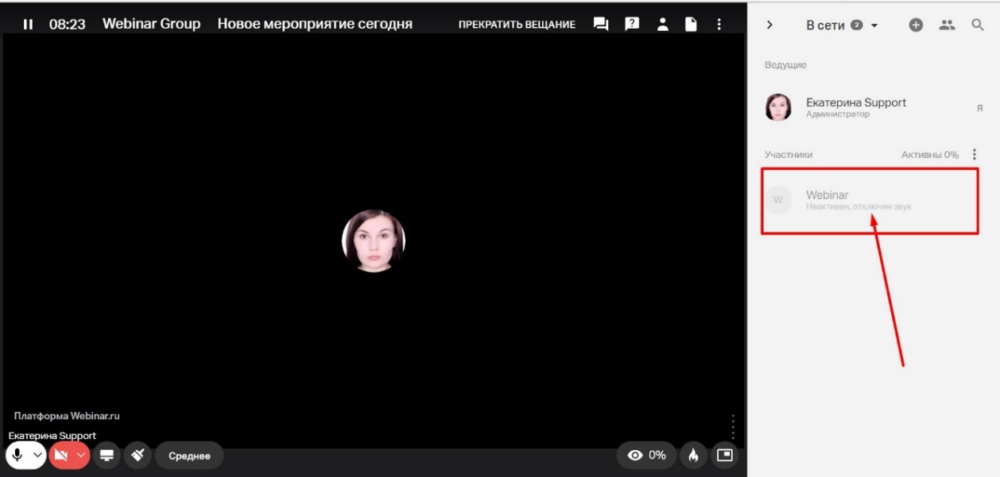 08:23 Webinar Group Новое мероприятие сегодня ПРЕКРАТИТЬ ВЕЩАНИЕ ?
В сети 2
Ведущие
Екатерина Support
Администратор
Я
Участники Активны 0%
W
Webinar
Неактивен, отключен звук
Платформа Webinar.ru
Екатерина Support
Среднее
0%